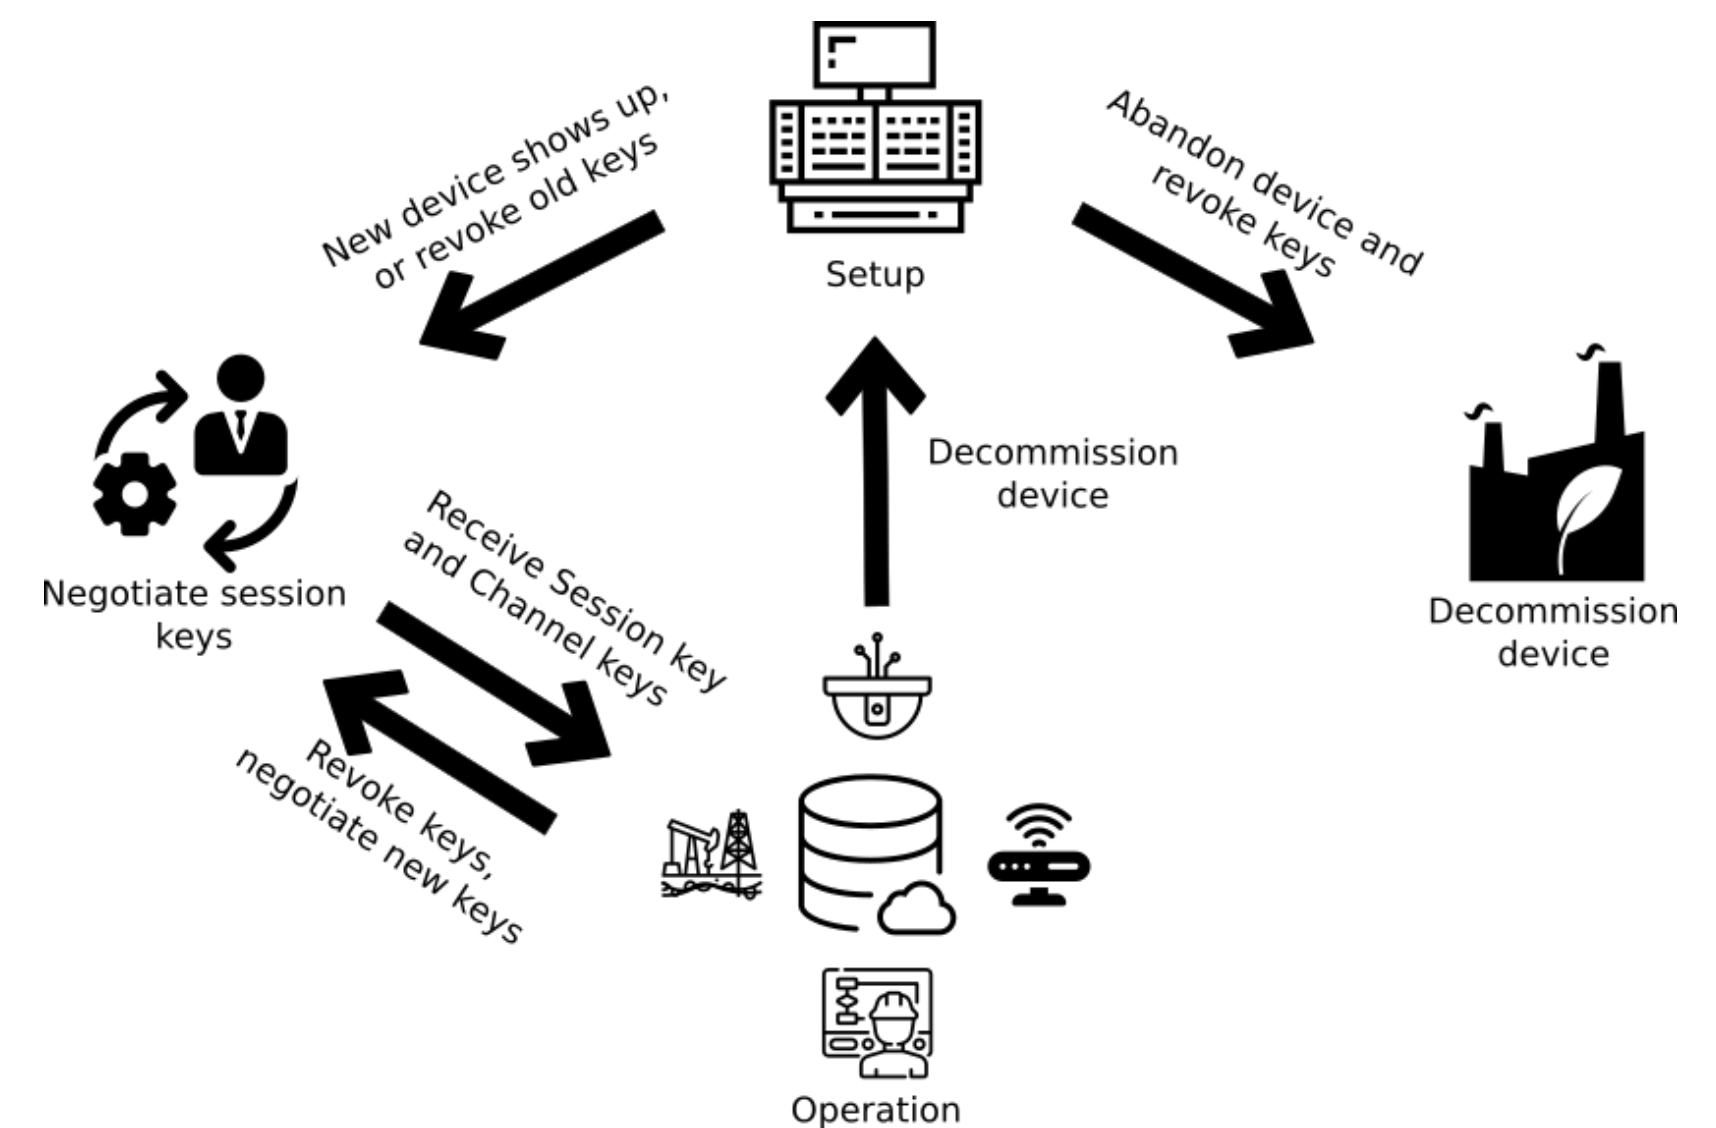 New device shows up,
or revoke old keys
Setup
Abandon device and
revoke keys
Negotiate session
keys
Receive Session key
and Channel keys
Decommission
device
Decommission
device
Revoke keys,
negotiate new keys
Operation